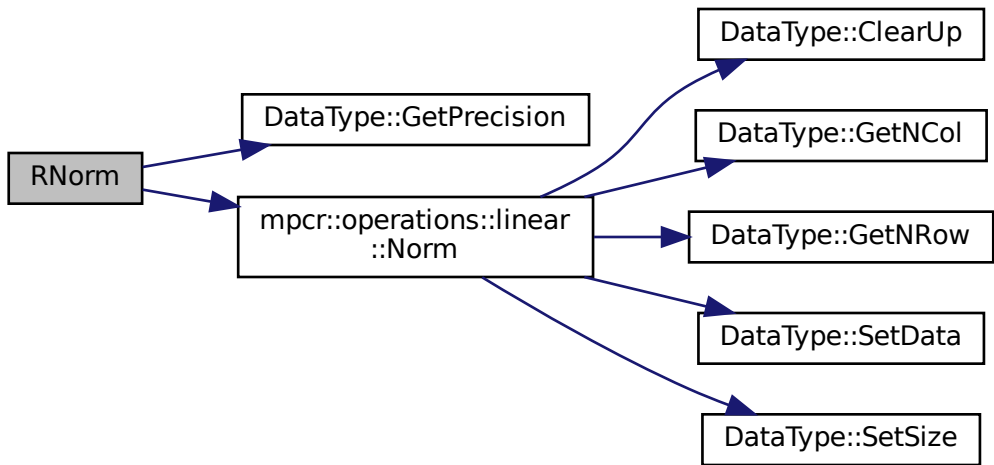 RNorm
DataType::GetPrecision
mpcr::operations::linear
::Norm
DataType::ClearUp
DataType::GetNCol
DataType::GetNRow
DataType::SetData
DataType::SetSize